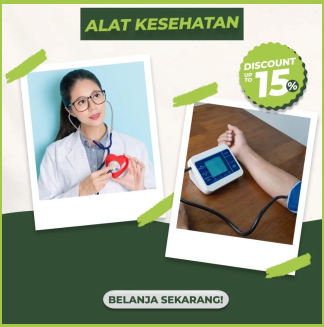 ALAT KESEHATAN
DISCOUNT
UP TO
15%
BELANJA SEKARANG!